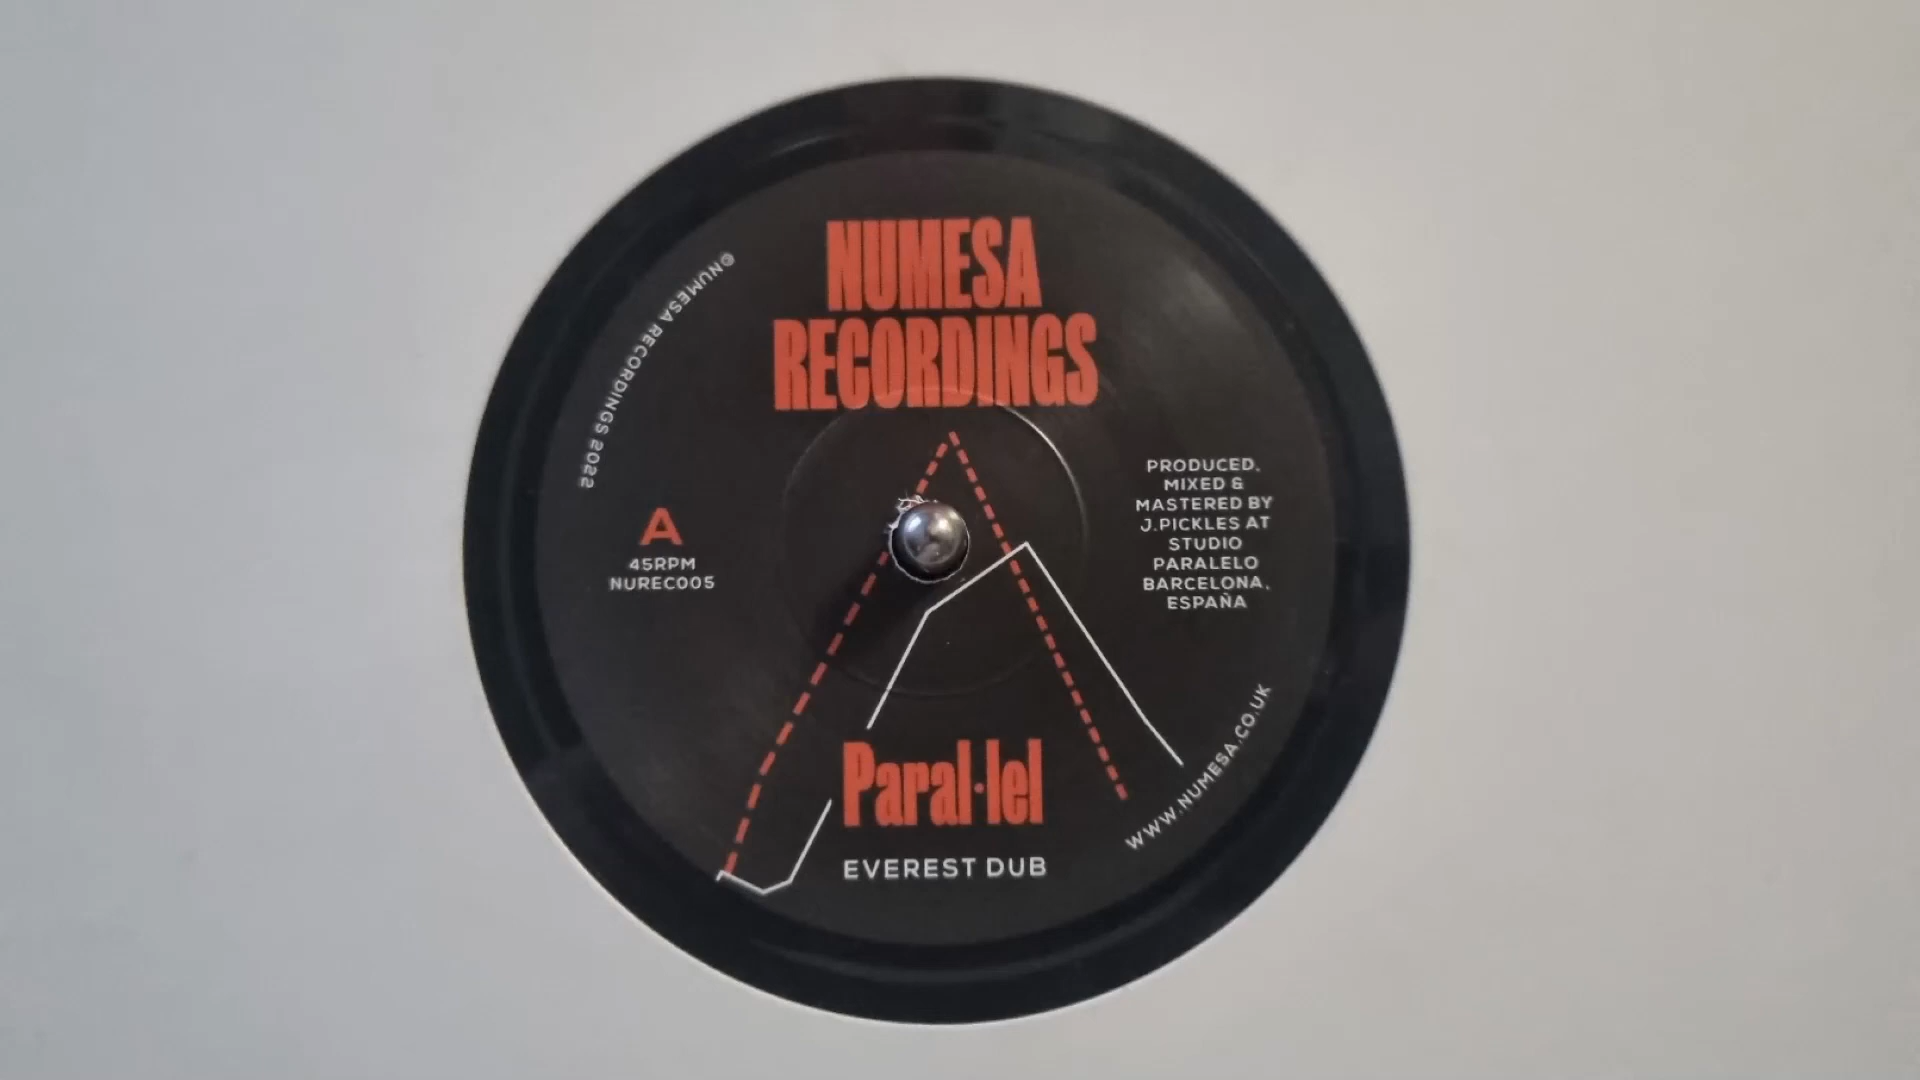 NUMESA
RECORDINGS
©NUMESA RECORDINGS 2022
A
45RPM
NUREC005
PRODUCED,
MIXED &
MASTERED BY
J.PICKLES AT
STUDIO
PARALELO
BARCELONA,
ESPAÑA
Paral·lel
EVEREST DUB
WWW.NUMESA.CO.UK